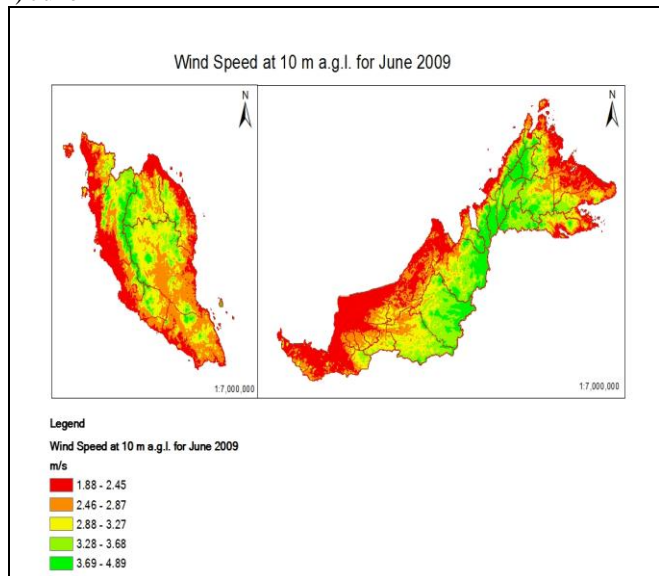 Wind Speed at 10 m a.g.l. for June 2009
N
N
1:7,000,000
1:7,000,000
Legend
Wind Speed at 10 m a.g.l. for June 2009
m/s
1.88 - 2.45
2.46 - 2.87
2.88 - 3.27
3.28 - 3.68
3.69 - 4.89